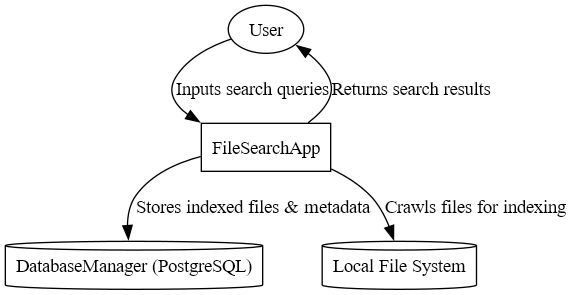 User
Inputs search queries
Returns search results
FileSearchApp
Stores indexed files & metadata
Crawls files for indexing
DatabaseManager (PostgreSQL)
Local File System